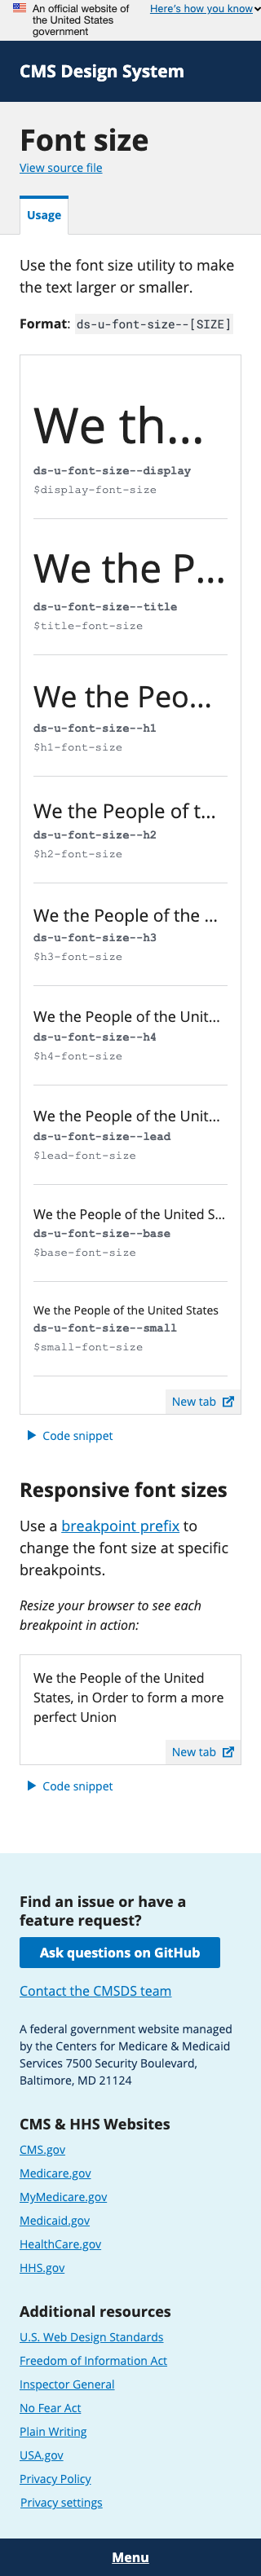 An official website of
the United States
government
Here's how you know
CMS Design System
Font size
View source file
Usage
Use the font size utility to make
the text larger or smaller.
Format: ds-u-font-size--[SIZE]
We th...
ds-u-font-size--display
$display-font-size
We the P...
ds-u-font-size--title
$title-font-size
We the Peo...
ds-u-font-size--h1
$h1-font-size
We the People of t...
ds-u-font-size--h2
$h2-font-size
We the People of the ...
ds-u-font-size--h3
$h3-font-size
We the People of the Unit...
ds-u-font-size--h4
$h4-font-size
We the People of the Unit...
ds-u-font-size--lead
$lead-font-size
We the People of the United S...
ds-u-font-size--base
$base-font-size
We the People of the United States
ds-u-font-size--small
$small-font-size
New tab
Code snippet
Responsive font sizes
Use a breakpoint prefix to
change the font size at specific
breakpoints.
Resize your browser to see each
breakpoint in action:
We the People of the United
States, in Order to form a more
perfect Union
New tab
Code snippet
Find an issue or have a
feature request?
Ask questions on GitHub
Contact the CMSDS team
A federal government website managed
by the Centers for Medicare & Medicaid
Services 7500 Security Boulevard,
Baltimore, MD 21124
CMS & HHS Websites
CMS.gov
Medicare.gov
MyMedicare.gov
Medicaid.gov
HealthCare.gov
HHS.gov
Additional resources
U.S. Web Design Standards
Freedom of Information Act
Inspector General
No Fear Act
Plain Writing
USA.gov
Privacy Policy
Privacy settings
Menu